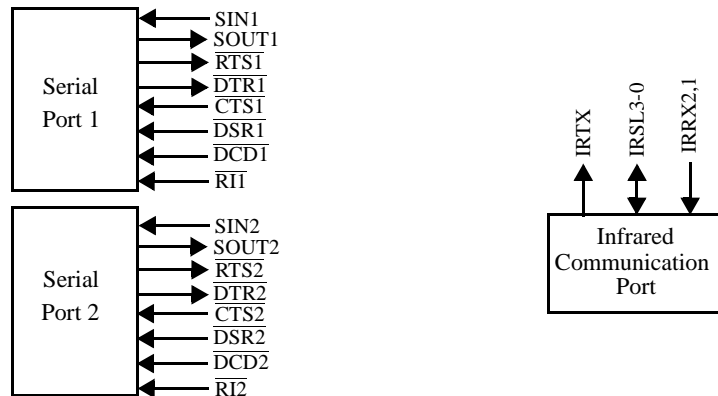 Serial
Port 1
SIN1
SOUT1
RTS1
DTR1
CTS1
DSR1
DCD1
RI1
Serial
Port 2
SIN2
SOUT2
RTS2
DTR2
CTS2
DSR2
DCD2
RI2
IRTX
IRSL3-0
IRRX2,1
Infrared
Communication
Port